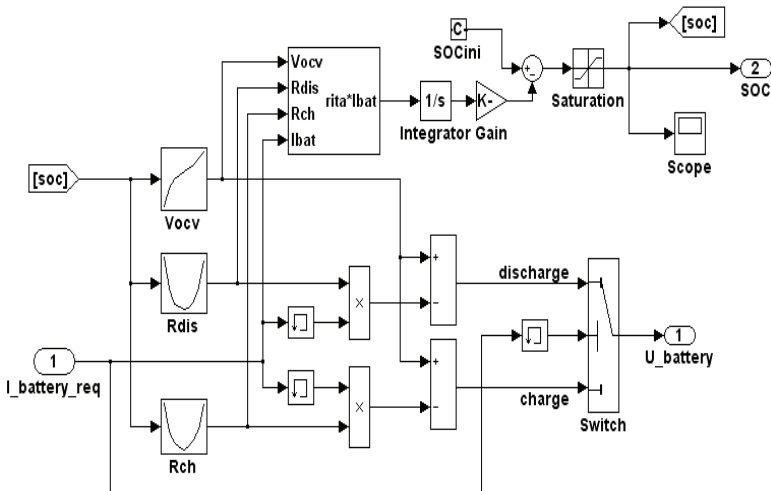 [soc]
-C-
SOCini
+
-
Saturation
2
SOC
Vocv
Rdis
Rch
Ibat
rita*Ibat
1/s
K-
Integrator Gain
Scope
[soc]
Vocv
+
-
discharge
Rdis
x
1
I_battery_req
+
-
1
U_battery
x
charge
Switch
Rch